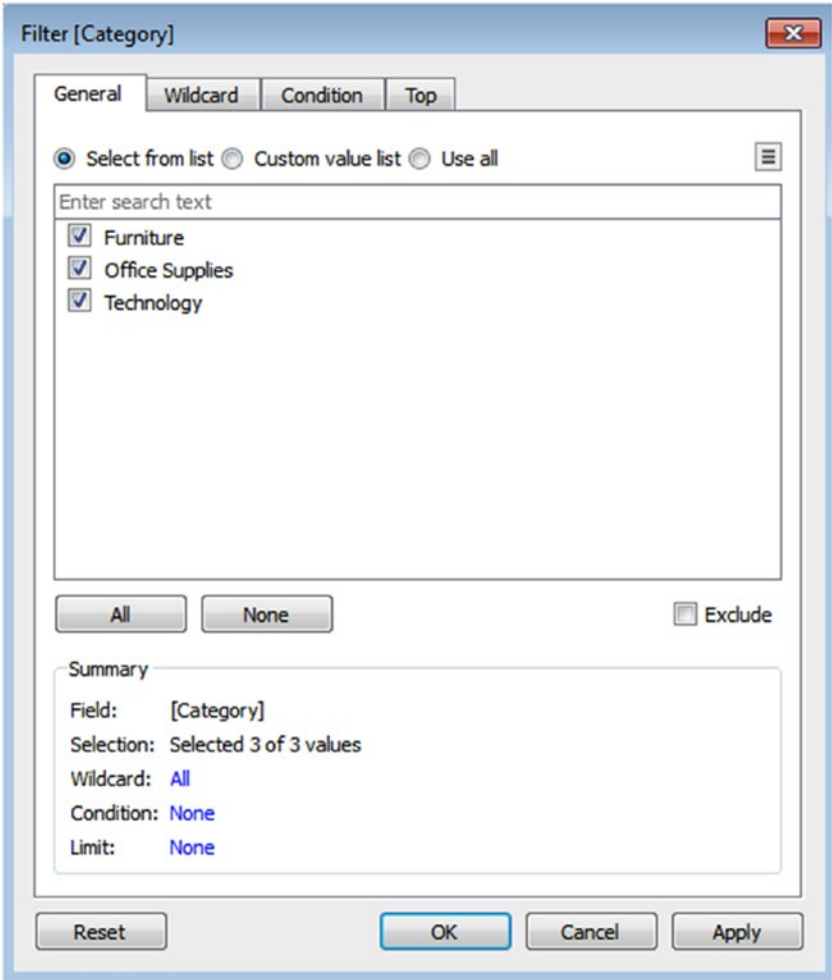 Filter [Category]
General Wildcard Condition Top
Select from list Custom value list Use all
Enter search text
Furniture
Office Supplies
Technology
All None Exclude
Summary
Field: [Category]
Selection: Selected 3 of 3 values
Wildcard: All
Condition: None
Limit: None
Reset OK Cancel Apply